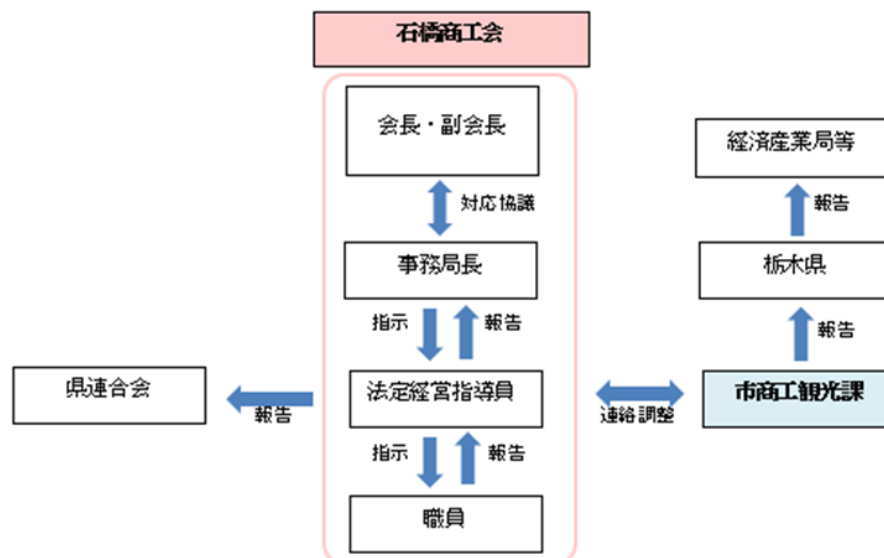 石橋商工会
会長・副会長
経済産業局等
対応協議
報告
事務局長
栃木県
指示
報告
報告
県連合会
法定経営指導員
市商工観光課
報告
連絡調整
指示
報告
職員